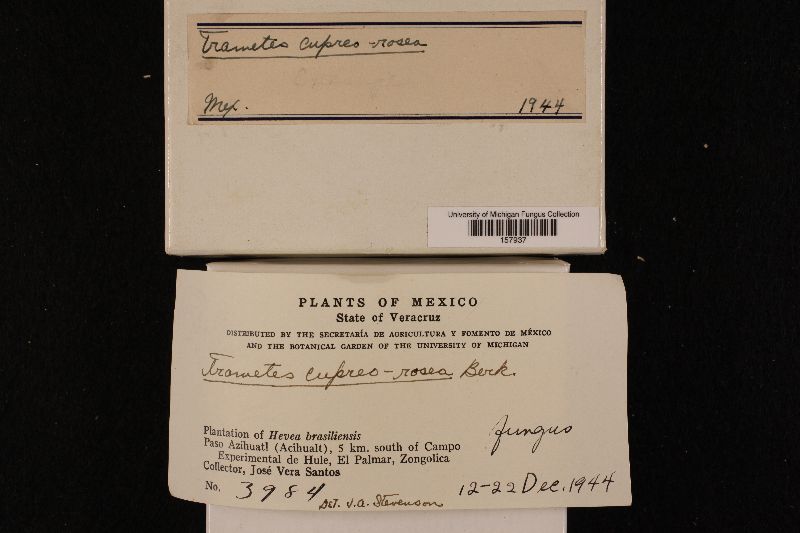 Trametes cupreo-rosea
Mex. 1944
University of Michigan Fungus Collection
157937
PLANTS OF MEXICO
State of Veracruz
DISTRIBUTED BY THE SECRETARÍA DE AGRICULTURA Y FOMENTO DE MÉXICO
AND THE BOTANICAL GARDEN OF THE UNIVERSITY OF MICHIGAN
Trametes cupreo-rosea Berk.
fungus
Plantation of Hevea brasiliensis
Paso Azihuatl (Acihualt), 5 km. south of Campo
Experimental de Hule, El Palmar, Zongolica
Collector, José Vera Santos
No. 3984 12-22 Dec. 1944
Det. J.A. Stevenson